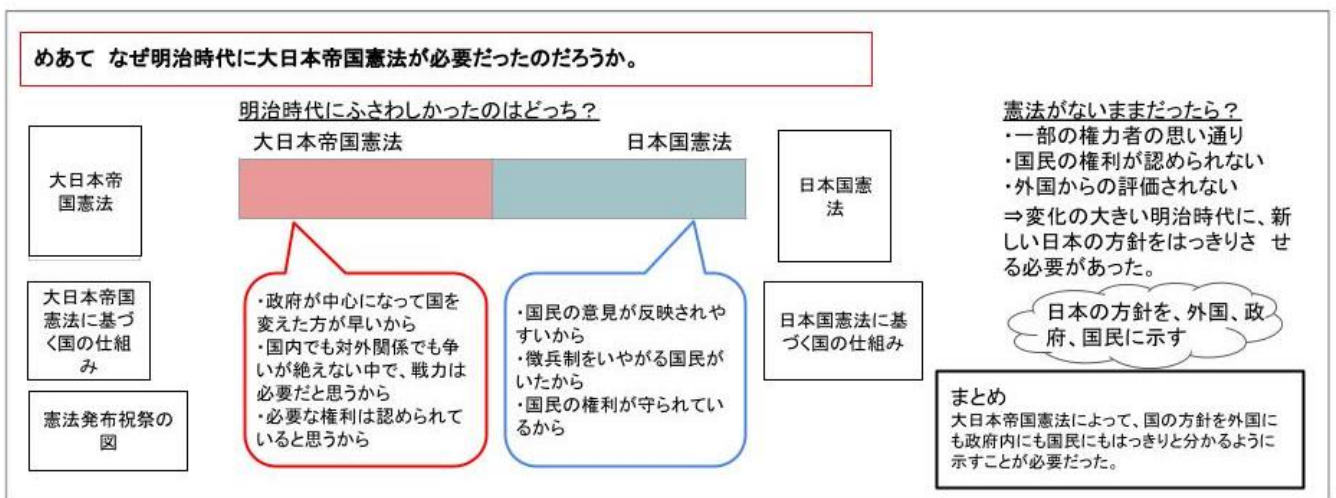 めあて なぜ明治時代に大日本帝国憲法が必要だったのだろうか。
明治時代にふさわしかったのはどっち？
大日本帝国憲法
日本国憲法
大日本帝
国憲法
大日本帝国
憲法に基づ
く国の仕組
み
憲法発布祝祭の
図
・政府が中心になって国を
変えた方が早いから
・国内でも対外関係でも争
いが絶えない中で、戦力は
必要だと思うから
・必要な権利は認められて
いると思うから
・国民の意見が反映されや
すいから
・徴兵制をいやがる国民が
いたから
・国民の権利が守られてい
るから
日本国憲
法
日本国憲法に基
づく国の仕組み
憲法がないままだったら？
・一部の権力者の思い通り
・国民の権利が認められない
・外国からの評価されない
⇒変化の大きい明治時代に、新
しい日本の方針をはっきりさ せ
る必要があった。
日本の方針を、外国、政
府、国民に示す
まとめ
大日本帝国憲法によって、国の方針を外国に
も政府内にも国民にもはっきりと分かるように
示すことが必要だった。